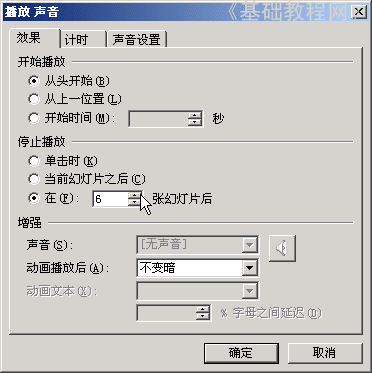 播放 声音
《基础教程网
效果 计时 声音设置
开始播放
从头开始(B)
从上一位置(L)
开始时间(M): 秒
停止播放
单击时(K)
当前幻灯片之后(C)
在(F): 6 张幻灯片后
增强
声音(S): [无声音]
动画播放后(A): 不变暗
动画文本(X):
% 字母之间延迟(D)
确定 取消